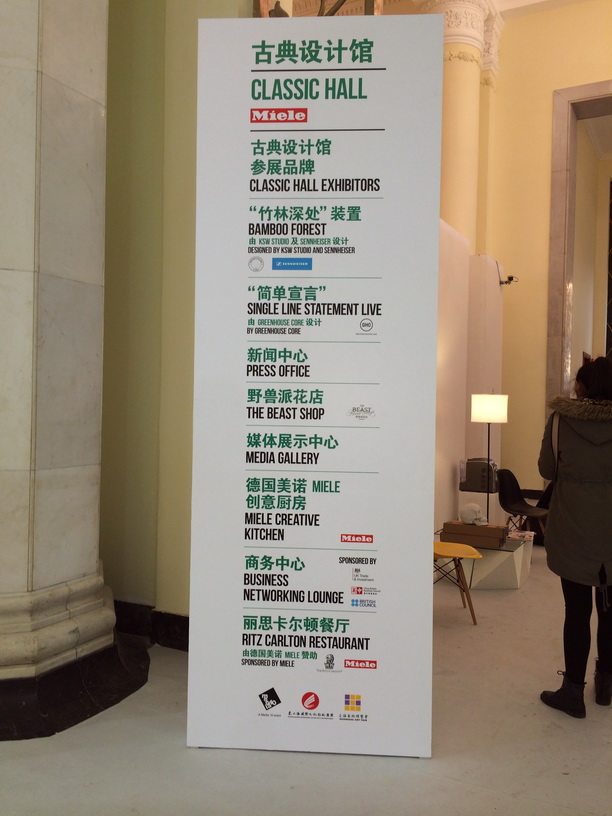 古典设计馆
CLASSIC HALL
Miele
古典设计馆
参展品牌
CLASSIC HALL EXHIBITORS
“竹林深处”装置
BAMBOO FOREST
由 KSW STUDIO 及 SENNHEISER 设计
DESIGNED BY KSW STUDIO AND SENNHEISER
SENNHEISER
“简单宣言”
SINGLE LINE STATEMENT LIVE
由 GREENHOUSE CORE 设计
BY GREENHOUSE CORE
GHC
新闻中心
PRESS OFFICE
野兽派花店
THE BEAST SHOP
BEAST
媒体展示中心
MEDIA GALLERY
德国美诺 MIELE
创意厨房
MIELE CREATIVE
KITCHEN
Miele
商务中心
SPONSORED BY
BUSINESS
NETWORKING LOUNGE
UK Trade
& Investment
BRITISH
COUNCIL
丽思卡尔顿餐厅
RITZ CARLTON RESTAURANT
由德国美诺 MIELE 赞助
SPONSORED BY MIELE
Miele